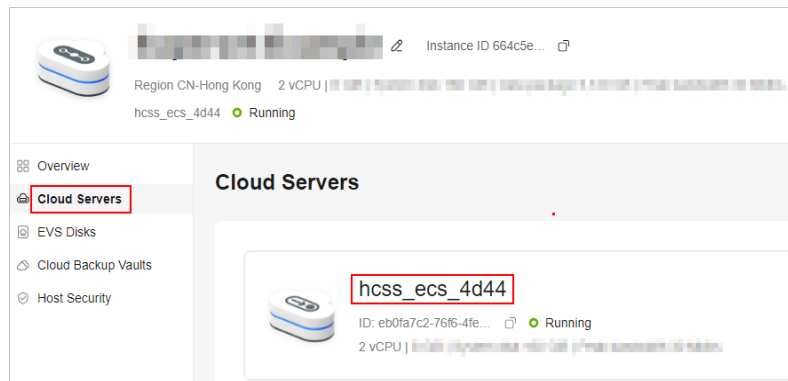 Instance ID 664c5e...
Region CN-Hong Kong 2 vCPU |
hcss_ecs_4d44 Running
Overview
Cloud Servers
EVS Disks
Cloud Backup Vaults
Host Security
Cloud Servers
hcss_ecs_4d44
ID: eb0fa7c2-76f6-4fe... Running
2 vCPU |